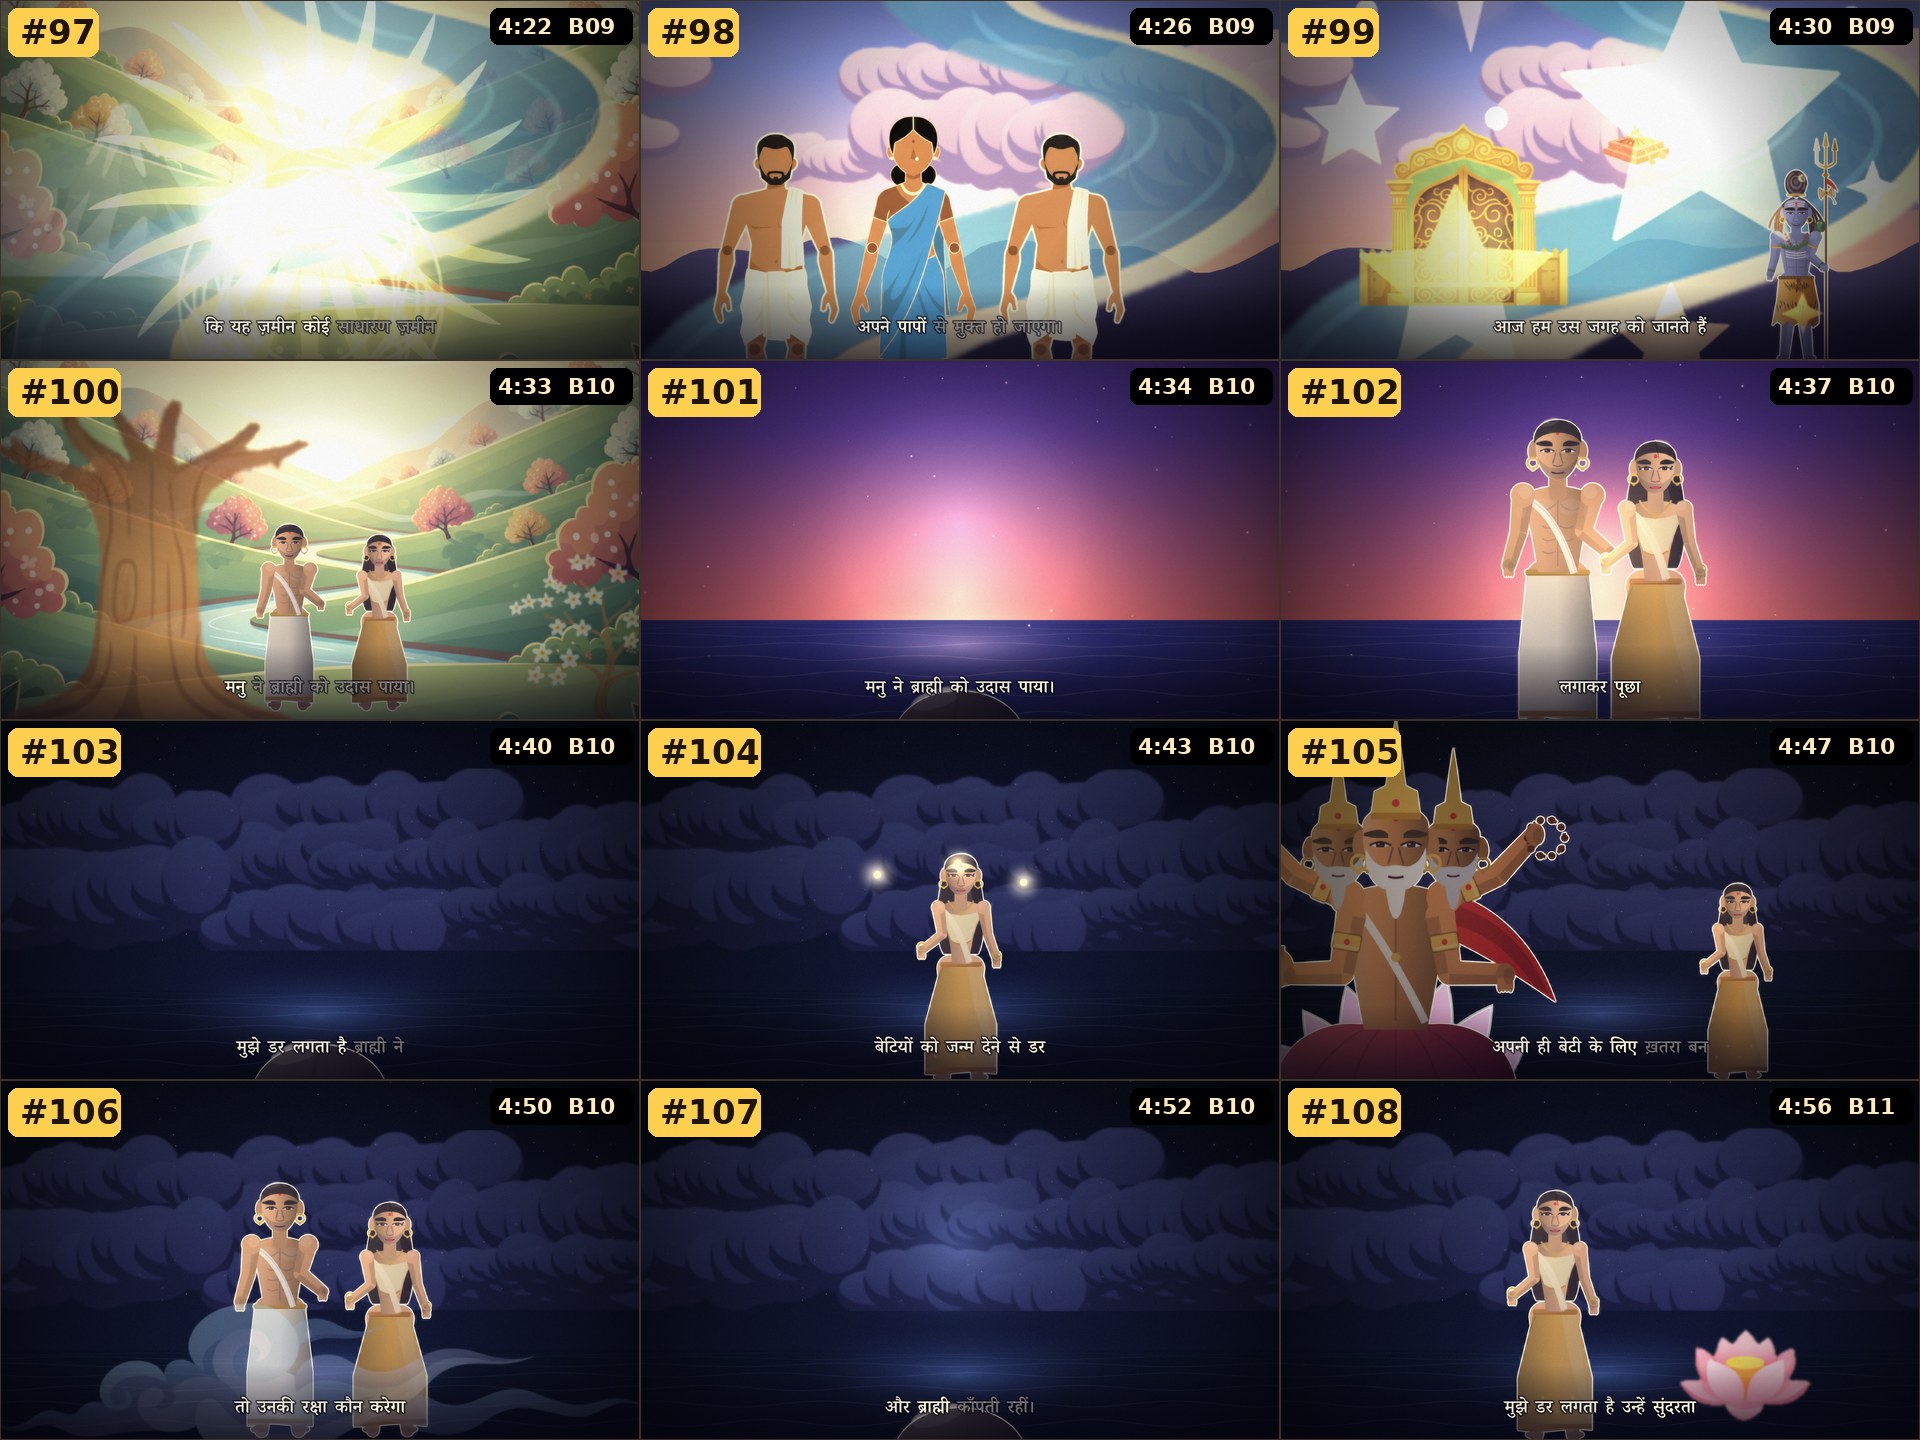 #97
4:22 B09
कि यह ज़मीन कोई साधारण ज़मीन
#98
4:26 B09
अपने पापों से मुक्त हो जाएगा।
#99
4:30 B09
आज हम उस जगह को जानते हैं
#100
4:33 B10
मनु ने ब्राह्मी को उदास पाया।
#101
4:34 B10
मनु ने ब्राह्मी को उदास पाया।
#102
4:37 B10
लगाकर पूछा
#103
4:40 B10
मुझे डर लगता है ब्राह्मी ने
#104
4:43 B10
बेटियों को जन्म देने से डर
#105
4:47 B10
अपनी ही बेटी के लिए ख़तरा बन
#106
4:50 B10
तो उनकी रक्षा कौन करेगा
#107
4:52 B10
और ब्राह्मी काँपती रहीं।
#108
4:56 B11
मुझे डर लगता है उन्हें सुंदरता